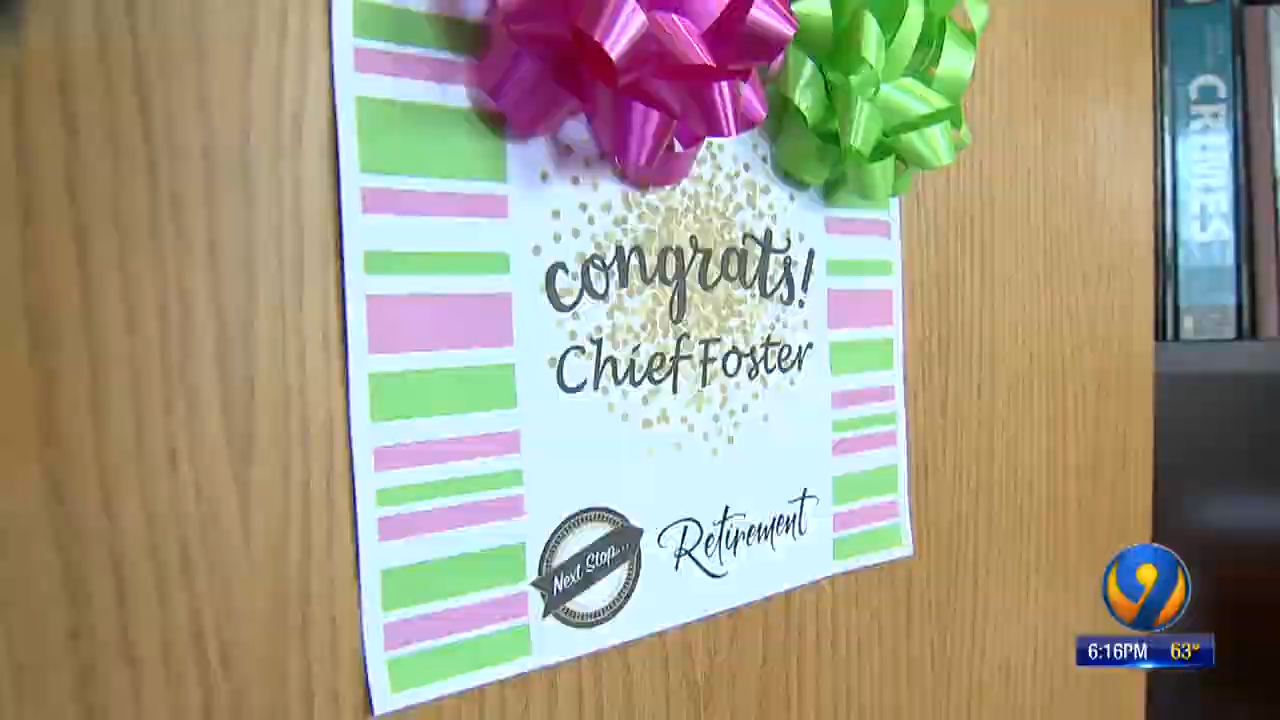 congrats!
Chief Foster
Next Stop...
Retirement
CRIMES
9
6:16PM 63°